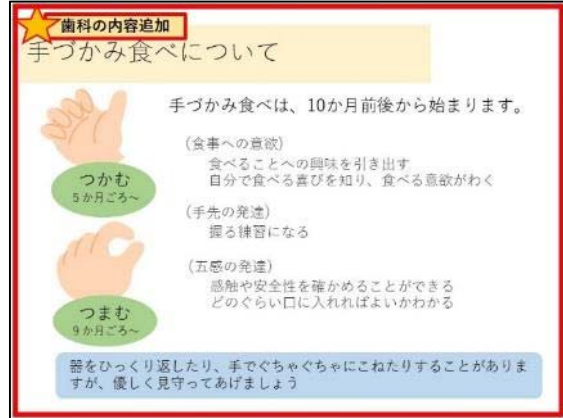 歯科の内容追加
手づかみ食べについて
手づかみ食べは、10か月前後から始まります。
(食事への意欲)
食べることへの興味を引き出す
自分で食べる喜びを知り、食べる意欲がわく
つかむ
5か月ごろ～
(手先の発達)
握る練習になる
(五感の発達)
感触や安全性を確かめることができる
どのぐらい口に入れればよいかわかる
つまむ
9か月ごろ～
器をひっくり返したり、手でぐちゃぐちゃにこねたりすることがありま
すが、優しく見守ってあげましょう